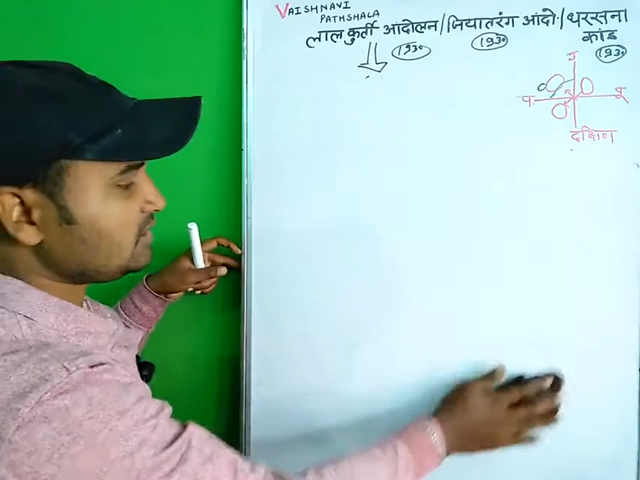 VAISHNAVI
PATHSHALA
लाल कुर्ती आंदोलन/जियातरंग आंदो./धरसना
कांड
1930 1930 1930
उ
प पू
दक्षिण